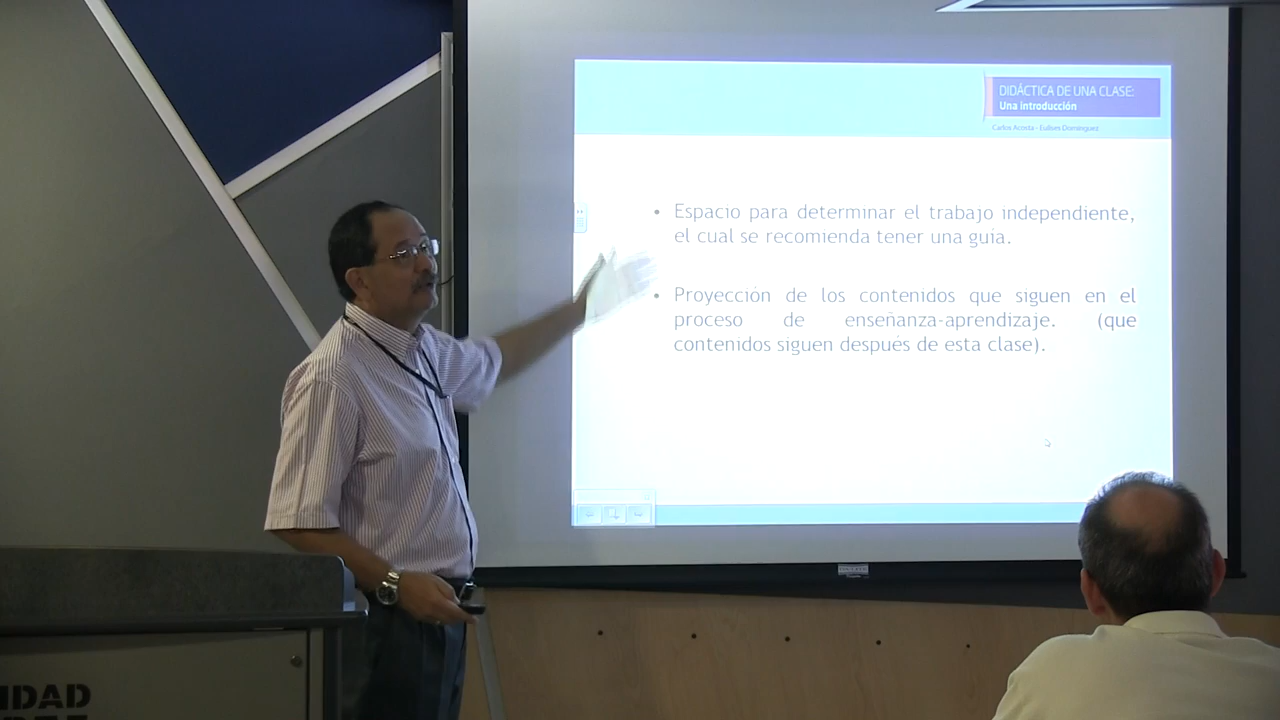 DIDÁCTICA DE UNA CLASE:
Una introducción
Carlos Acosta - Eulises Domínguez
• Espacio para determinar el trabajo independiente,
el cual se recomienda tener una guía.
• Proyección de los contenidos que siguen en el
proceso de enseñanza-aprendizaje. (que
contenidos siguen después de esta clase).
IDAD